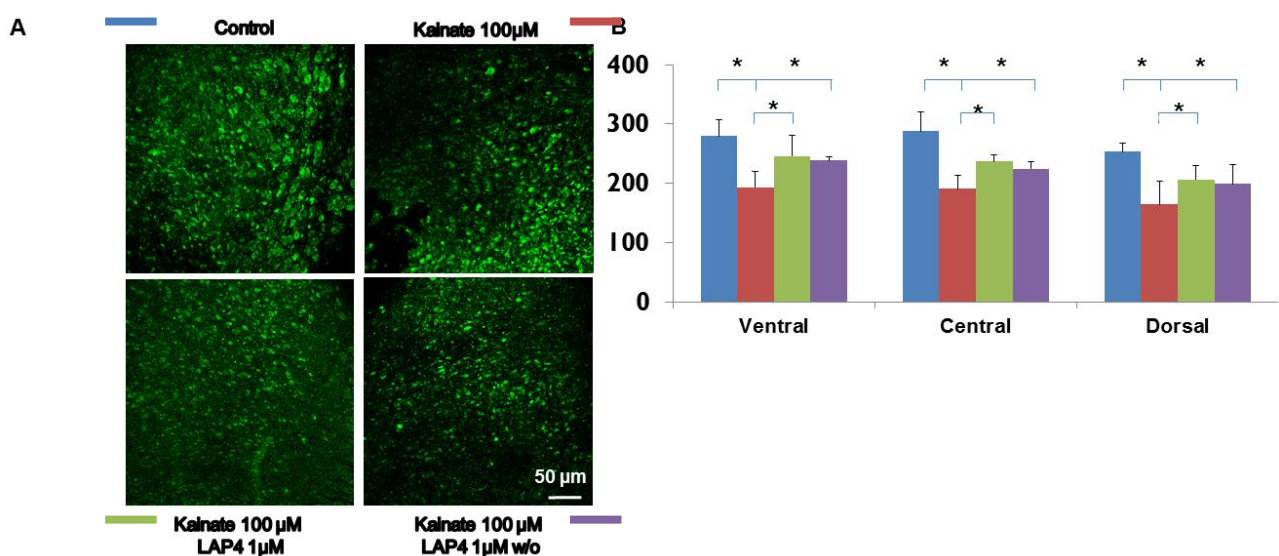 A
Control
Kainate 100µM
50 µm
Kainate 100 µM
LAP4 1µM
Kainate 100 µM
LAP4 1µM w/o
B
400
300
200
100
0
* * *
* * *
* * *
Ventral
Central
Dorsal